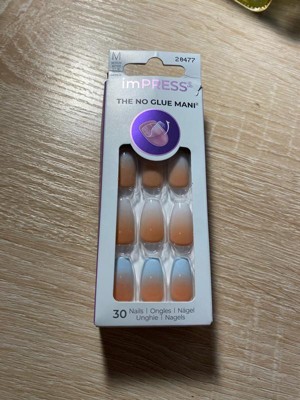 M
28477
imPRESS®
THE NO GLUE MANI®
30 Nails | Ongles | Nägel
Unghie | Nagels